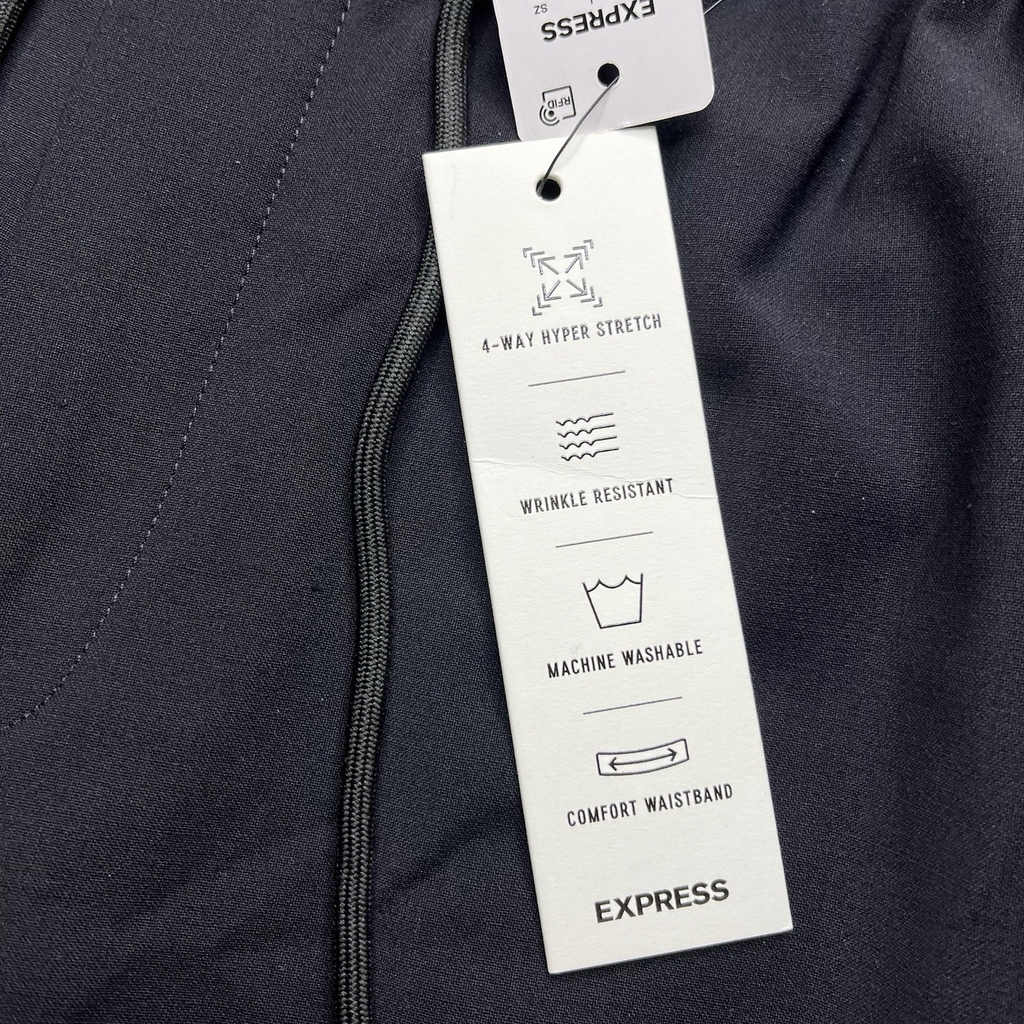 SZ
EXPRESS
RFID
4-WAY HYPER STRETCH
WRINKLE RESISTANT
MACHINE WASHABLE
COMFORT WAISTBAND
EXPRESS